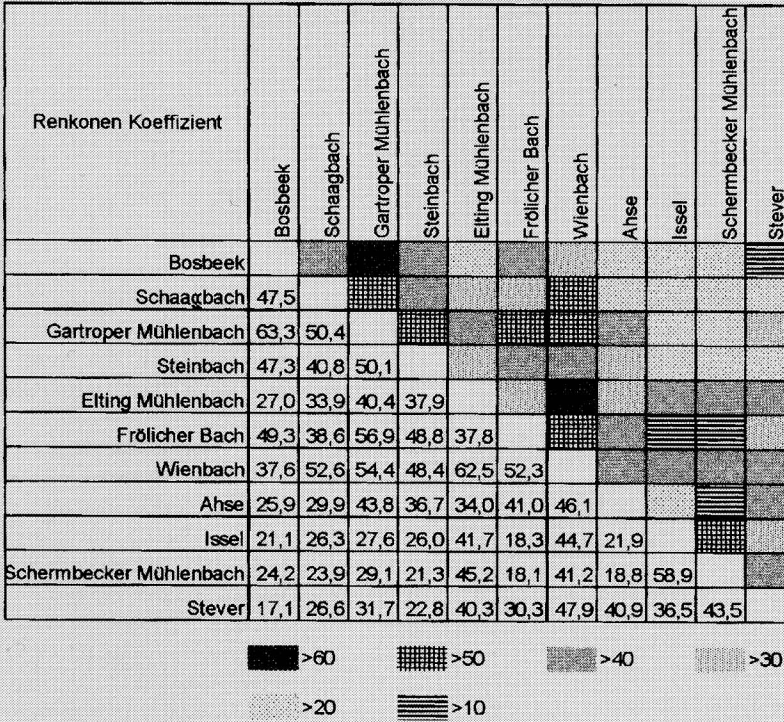 Renkonen Koeffizient Bosbeek Schaagbach Gartroper Mühlenbach Steinbach Elting Mühlenbach Frölicher Bach Wienbach Ahse Issel Schermbecker Mühlenbach Stever
Bosbeek
Schaagbach 47,5
Gartroper Mühlenbach 63,3 50,4
Steinbach 47,3 40,8 50,1
Elting Mühlenbach 27,0 33,9 40,4 37,9
Frölicher Bach 49,3 38,6 56,9 48,8 37,8
Wienbach 37,6 52,6 54,4 48,4 62,5 52,3
Ahse 25,9 29,9 43,8 36,7 34,0 41,0 46,1
Issel 21,1 26,3 27,6 26,0 41,7 18,3 44,7 21,9
Schermbecker Mühlenbach 24,2 23,9 29,1 21,3 45,2 18,1 41,2 18,8 58,9
Stever 17,1 26,6 31,7 22,8 40,3 30,3 47,9 40,9 36,5 43,5
>60 >50 >40 >30
>20 >10